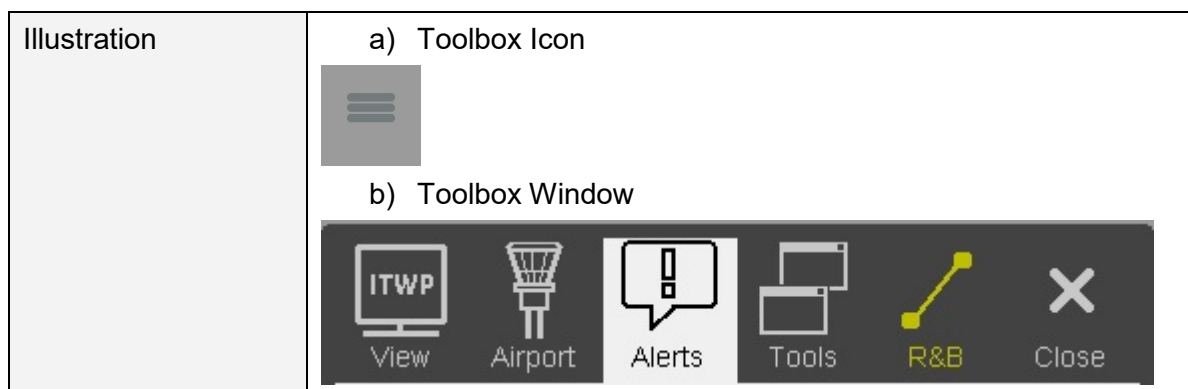 Illustration
a) Toolbox Icon
b) Toolbox Window
ITWP
View Airport Alerts Tools R&B Close